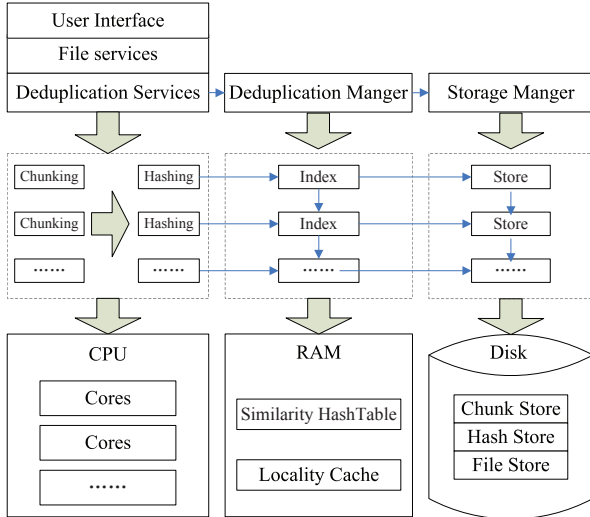 User Interface
File services
Deduplication Services
Deduplication Manger
Storage Manger
Chunking
Hashing
Index
Store
Chunking
Hashing
Index
Store
......
......
......
......
CPU
RAM
Disk
Cores
Cores
......
Similarity HashTable
Locality Cache
Chunk Store
Hash Store
File Store